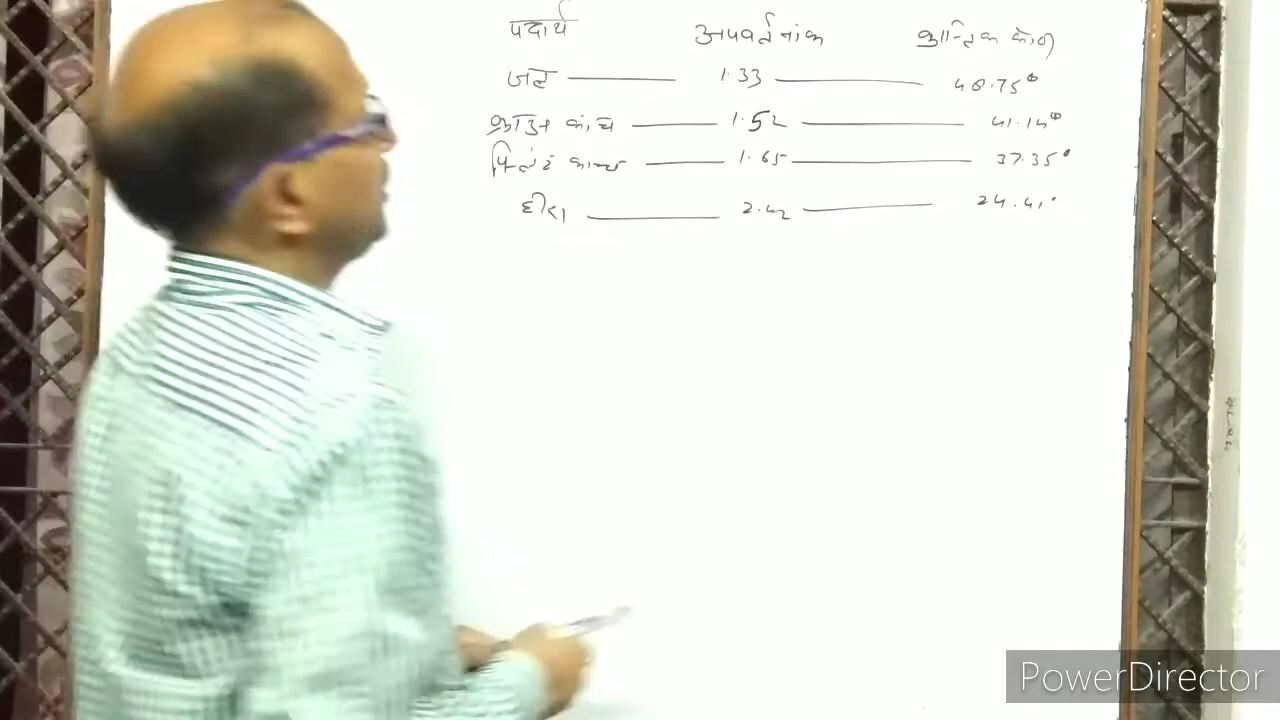 पदार्थ अपवर्तनांक क्रान्तिक कोण
जल 1.33 48.75°
क्राउन कांच 1.52 41.14°
फ्लिंट काँच 1.65 37.35°
हीरा 2.42 24.41°
PowerDirector